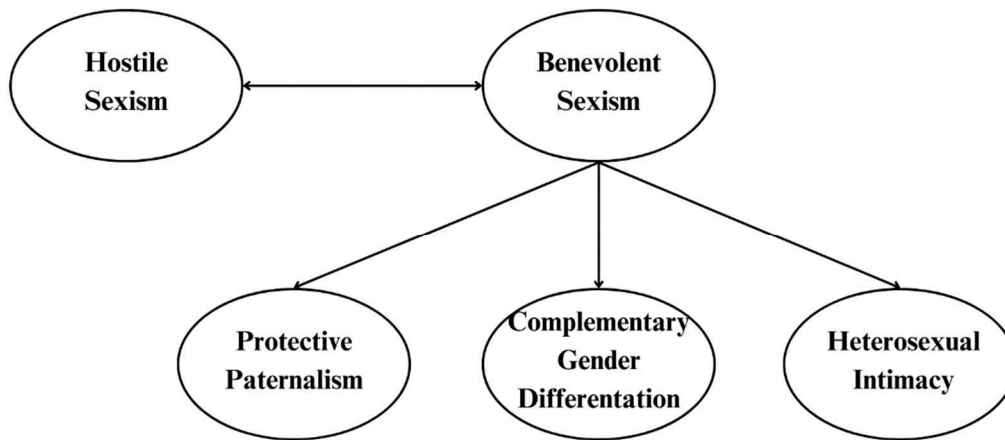 Hostile
Sexism
Benevolent
Sexism
Protective
Paternalism
Complementary
Gender
Differentation
Heterosexual
Intimacy